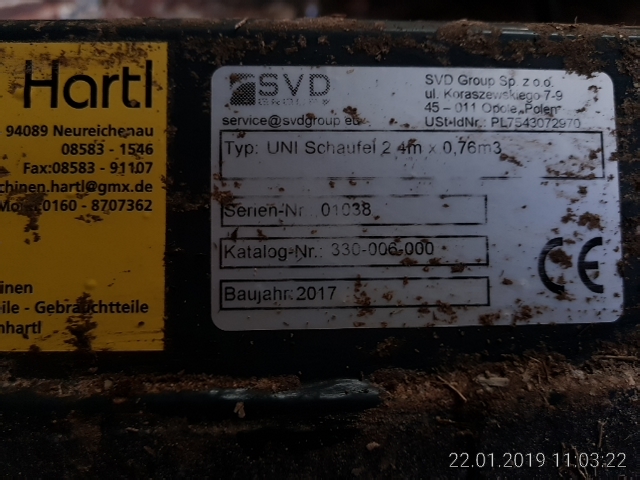 Hartl
94089 Neureichenau
08583 - 1546
Fax:08583 - 91107
chinen.hartl@gmx.de
0160 - 8707362
inen
eile - Gebrauchtteile
nhartl
SVD
GROUP
service@svdgroup.eu
SVD Group Sp. z o.o.
ul. Koraszewskiego 7-9
45 - 011 Opole "Polen"
USt-IdNr.: PL7543072970
Typ: UNI Schaufel 2,4m x 0,76m3
Serien-Nr.: 01038
Katalog-Nr.: 330-006-000
Baujahr: 2017
CE
22.01.2019 11:03:22